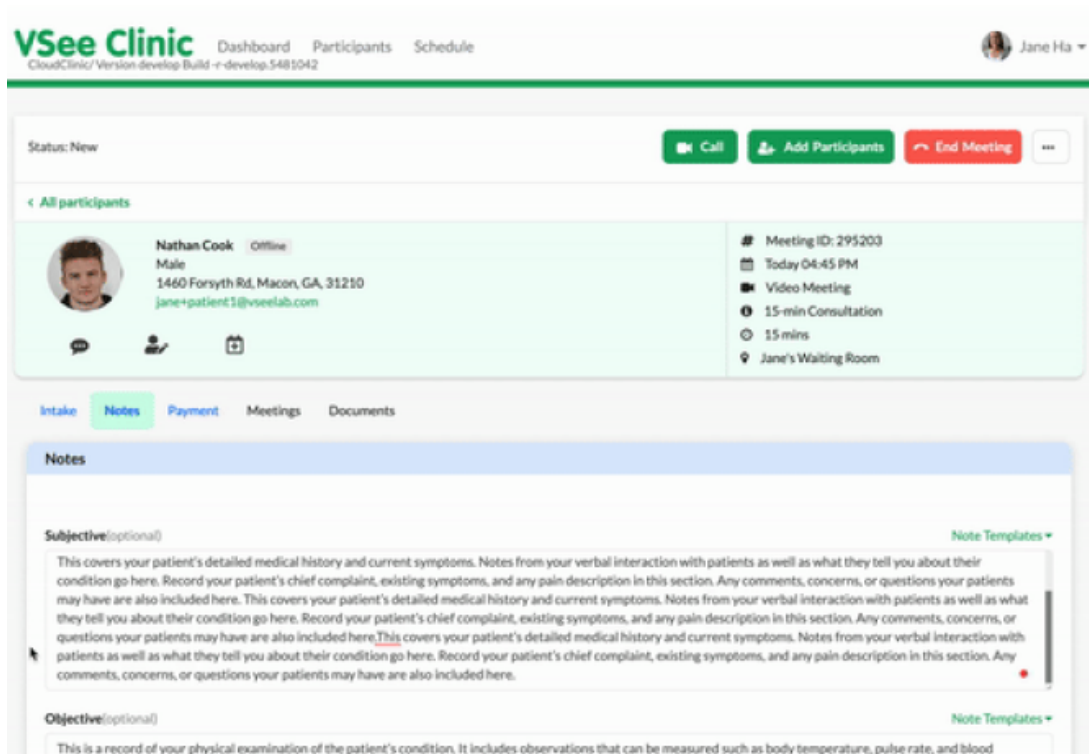 VSee Clinic Dashboard Participants Schedule Jane Ha
CloudClinic/ Version develop Build -r-develop.5481042
Status: New Call Add Participants End Meeting ...
< All participants
Nathan Cook Offline
Male
1460 Forsyth Rd, Macon, GA, 31210
jane+patient1@vseelab.com
# Meeting ID: 295203
Today 04:45 PM
Video Meeting
15-min Consultation
15 mins
Jane's Waiting Room
Intake Notes Payment Meetings Documents
Notes
Subjective(optional) Note Templates
This covers your patient's detailed medical history and current symptoms. Notes from your verbal interaction with patients as well as what they tell you about their
condition go here. Record your patient's chief complaint, existing symptoms, and any pain description in this section. Any comments, concerns, or questions your patients
may have are also included here. This covers your patient's detailed medical history and current symptoms. Notes from your verbal interaction with patients as well as what
they tell you about their condition go here. Record your patient's chief complaint, existing symptoms, and any pain description in this section. Any comments, concerns, or
questions your patients may have are also included here.This covers your patient's detailed medical history and current symptoms. Notes from your verbal interaction with
patients as well as what they tell you about their condition go here. Record your patient's chief complaint, existing symptoms, and any pain description in this section. Any
comments, concerns, or questions your patients may have are also included here.
Objective(optional) Note Templates
This is a record of your physical examination of the patient's condition. It includes observations that can be measured such as body temperature, pulse rate, and blood